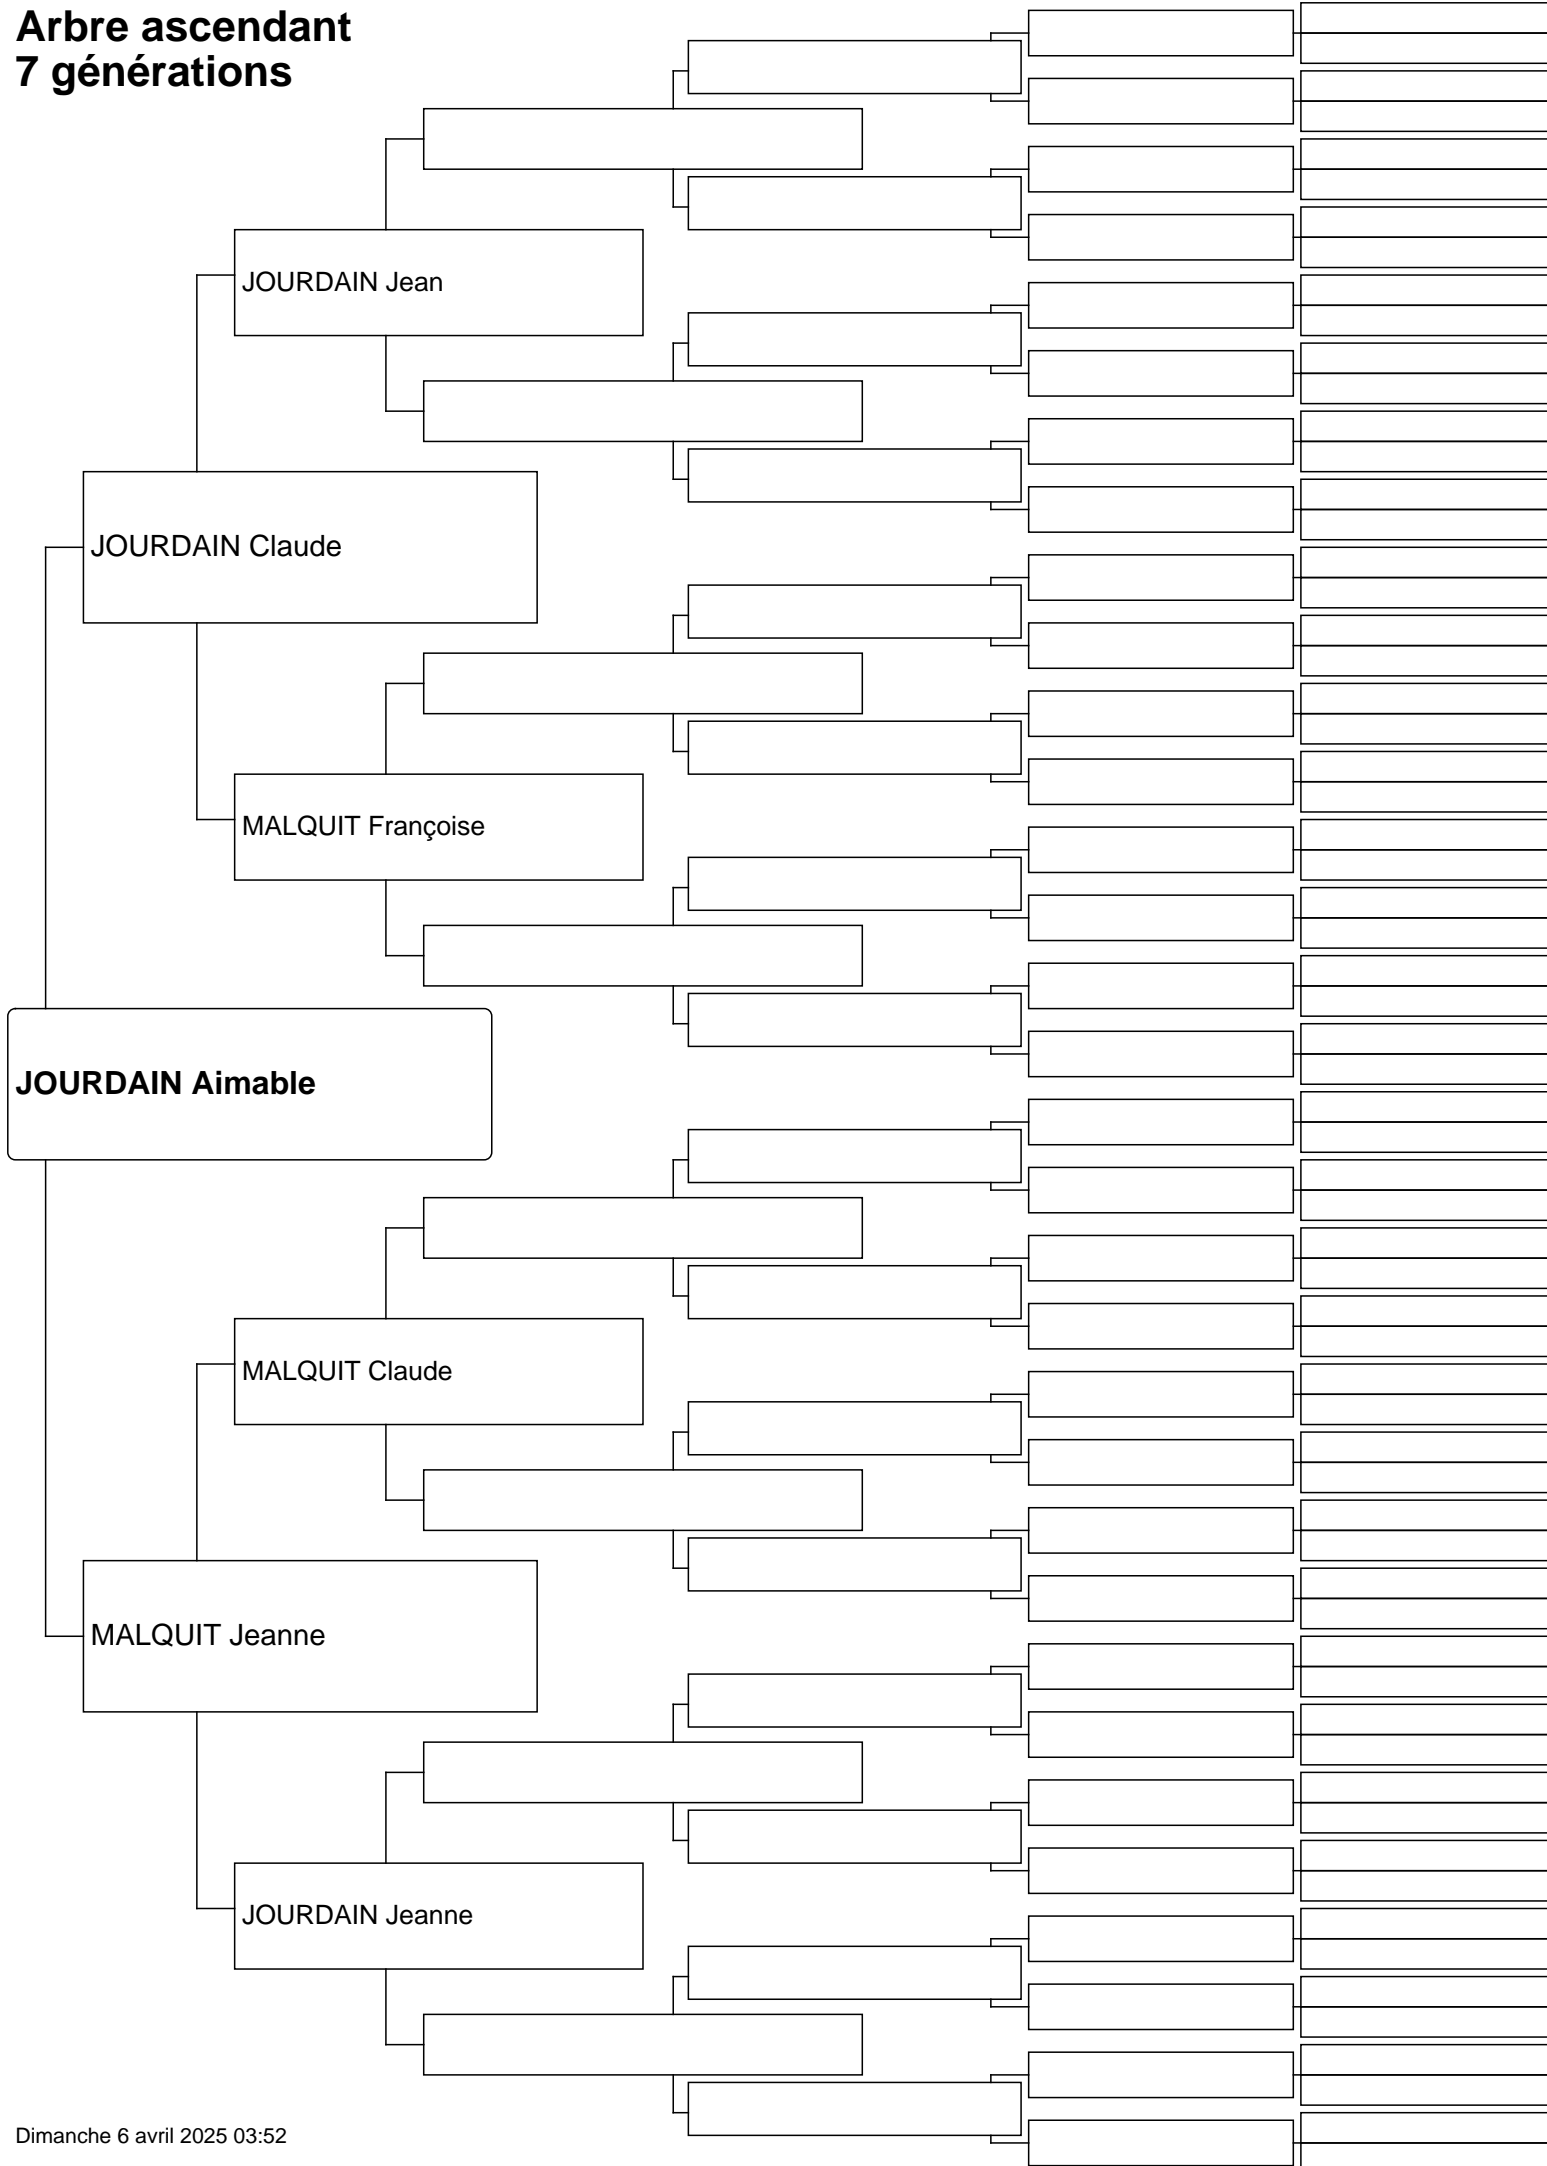 Arbre ascendant
7 générations
JOURDAIN Jean
JOURDAIN Claude
MALQUIT Françoise
JOURDAIN Aimable
MALQUIT Claude
MALQUIT Jeanne
JOURDAIN Jeanne
Dimanche 6 avril 2025 03:52